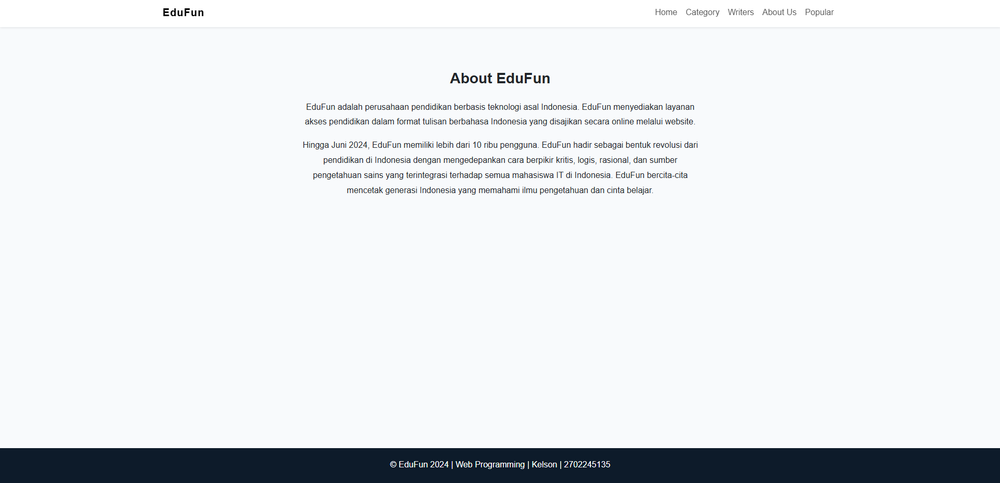 EduFun
Home Category Writers About Us Popular
About EduFun
EduFun adalah perusahaan pendidikan berbasis teknologi asal Indonesia. EduFun menyediakan layanan
akses pendidikan dalam format tulisan berbahasa Indonesia yang disajikan secara online melalui website.
Hingga Juni 2024, EduFun memiliki lebih dari 10 ribu pengguna. EduFun hadir sebagai bentuk revolusi dari
pendidikan di Indonesia dengan mengedepankan cara berpikir kritis, logis, rasional, dan sumber
pengetahuan sains yang terintegrasi terhadap semua mahasiswa IT di Indonesia. EduFun bercita-cita
mencetak generasi Indonesia yang memahami ilmu pengetahuan dan cinta belajar.
© EduFun 2024 | Web Programming | Kelson | 2702245135